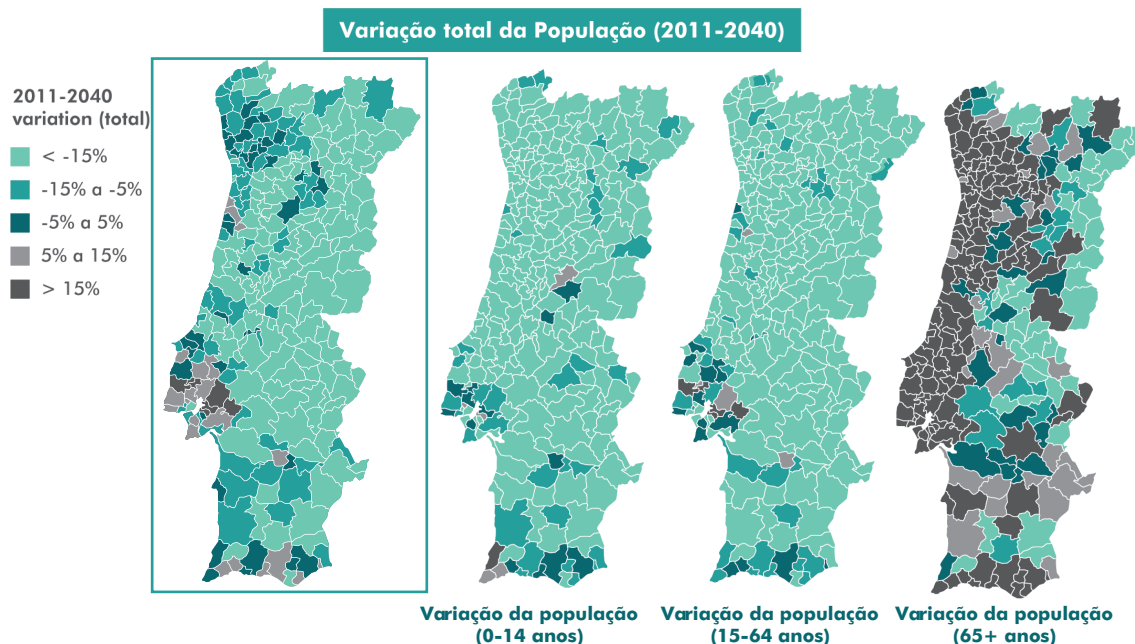 Variação total da População (2011-2040)
2011-2040
variation (total)
< -15%
-15% a -5%
-5% a 5%
5% a 15%
> 15%
Variação da população
(0-14 anos)
Variação da população
(15-64 anos)
Variação da população
(65+ anos)